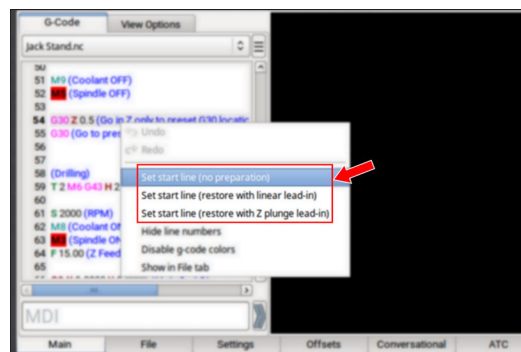 G-Code
View Options
Jack Stand.nc
50
51 M9 (Coolant OFF)
52 M5 (Spindle OFF)
53
54 G30 Z 0.5 (Go in Z only to preset G30 locatic
55 G30 (Go to pres
Undo
56
Redo
57
58 (Drilling)
Set start line (no preparation)
59 T 2 M6 G43 H 2
Set start line (restore with linear lead-in)
60
61 S 2000 (RPM)
Set start line (restore with Z plunge lead-in)
62 M8 (Coolant O
Hide line numbers
63 M3 (Spindle ON
Disable g-code colors
64 F 15.00 (Z Feed
65
Show in File tab
MDI
Main
File
Settings
Offsets
Conversational
ATC